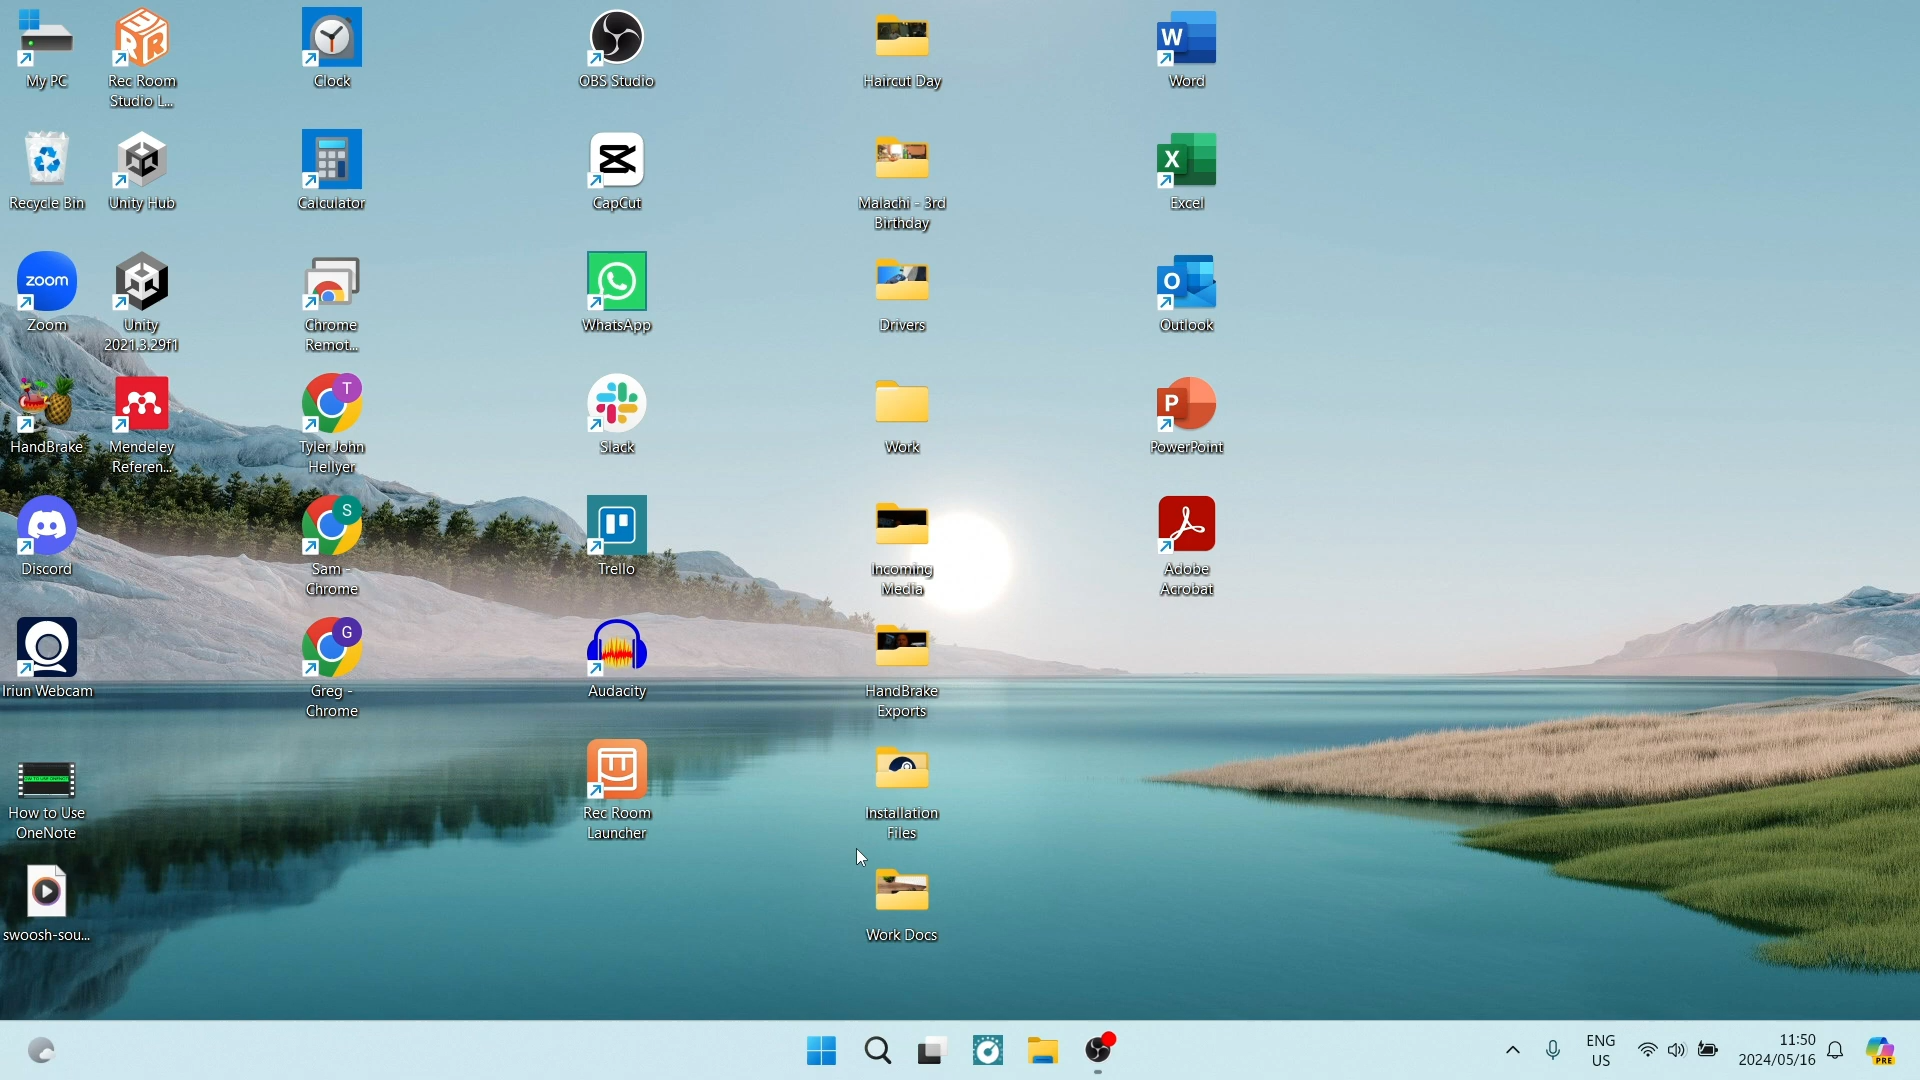 My PC
Rec Room
Studio L...
Clock
OBS Studio
Haircut Day
W
Word
Recycle Bin
Unity Hub
Calculator
CapCut
Malachi - 3rd
Birthday
X
Excel
zoom
Zoom
Unity
2021.3.29f1
Chrome
Remot...
WhatsApp
Drivers
O
Outlook
HandBrake
Mendeley
Referen...
T
Tyler John
Hellyer
Slack
Work
P
PowerPoint
Discord
S
Sam -
Chrome
Trello
Incoming
Media
Adobe
Acrobat
Iriun Webcam
G
Greg -
Chrome
Audacity
HandBrake
Exports
How to Use
OneNote
Rec Room
Launcher
Installation
Files
swoosh-sou...
Work Docs
ENG
US
11:50
2024/05/16
PRE